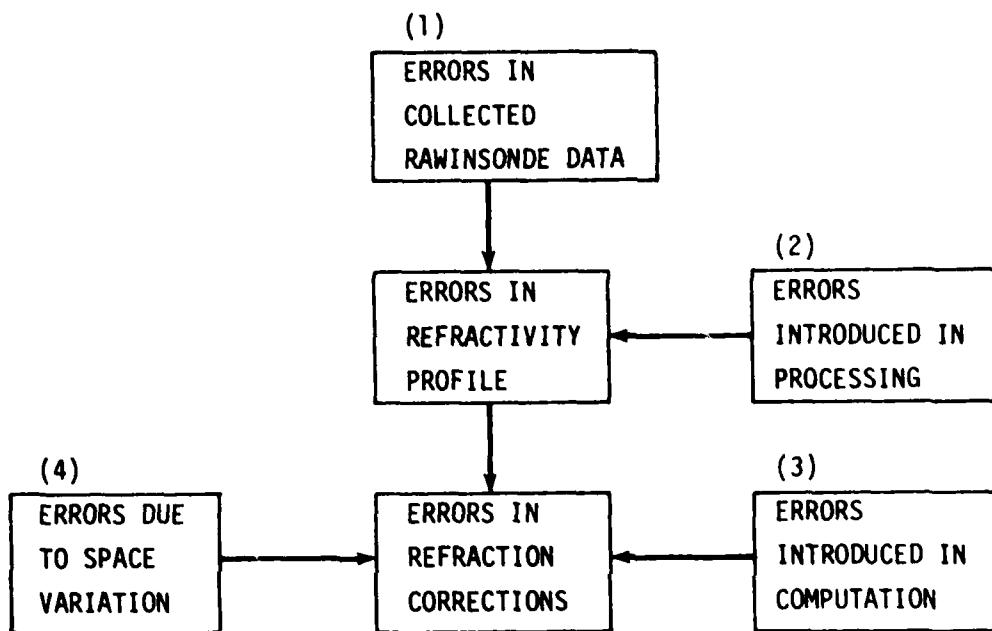 (1)
ERRORS IN
COLLECTED
RAWINSONDE DATA
ERRORS IN
REFRACTIVITY
PROFILE
(2)
ERRORS
INTRODUCED IN
PROCESSING
(4)
ERRORS DUE
TO SPACE
VARIATION
ERRORS IN
REFRACTION
CORRECTIONS
(3)
ERRORS
INTRODUCED IN
COMPUTATION